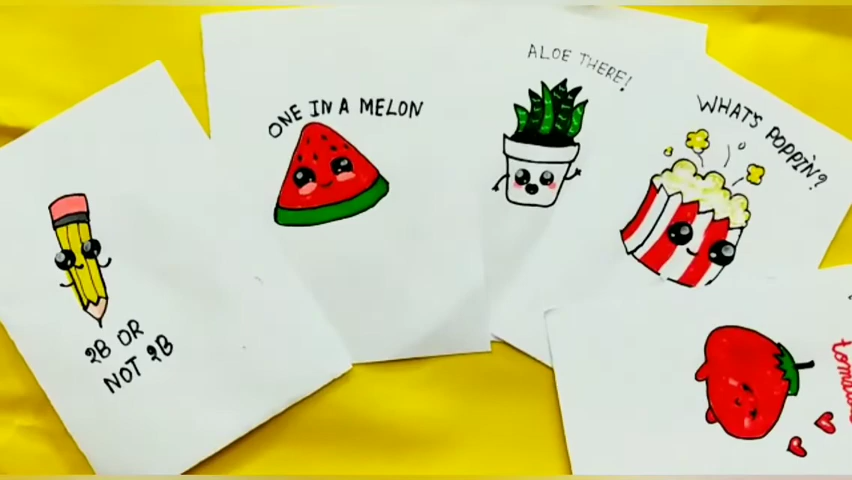 2B OR
NOT 2B
ONE IN A MELON
ALOE THERE!
WHAT'S POPPIN?